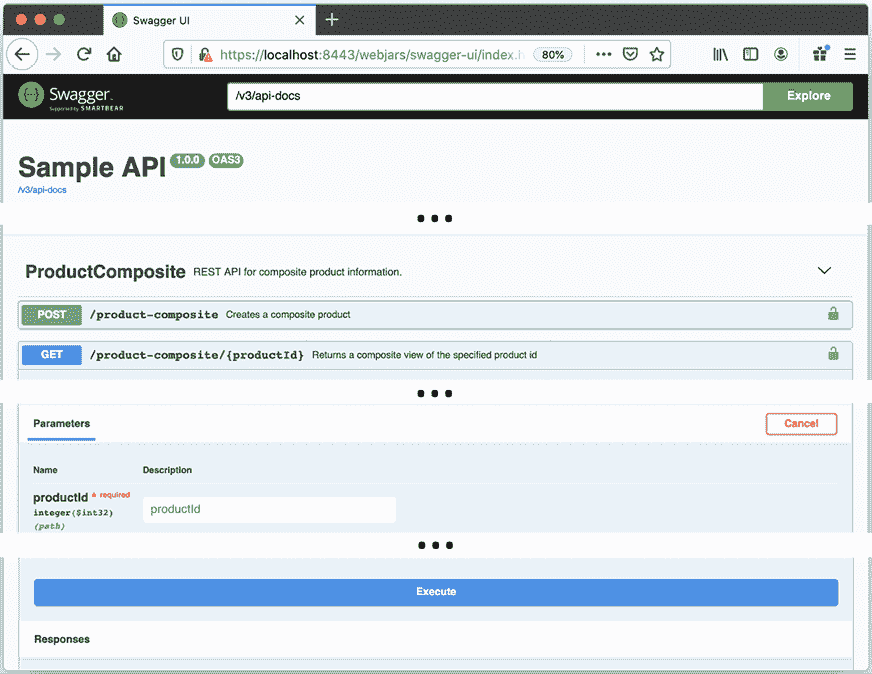 Swagger UI
https://localhost:8443/webjars/swagger-ui/index.h
80%
Swagger
Supported by SMARTBEAR
/v3/api-docs
Explore
Sample API 1.0.0 OAS3
/v3/api-docs
ProductComposite REST API for composite product information.
POST /product-composite Creates a composite product
GET /product-composite/{productId} Returns a composite view of the specified product id
Parameters
Cancel
Name Description
productId * required
integer($int32)
(path)
productId
Execute
Responses